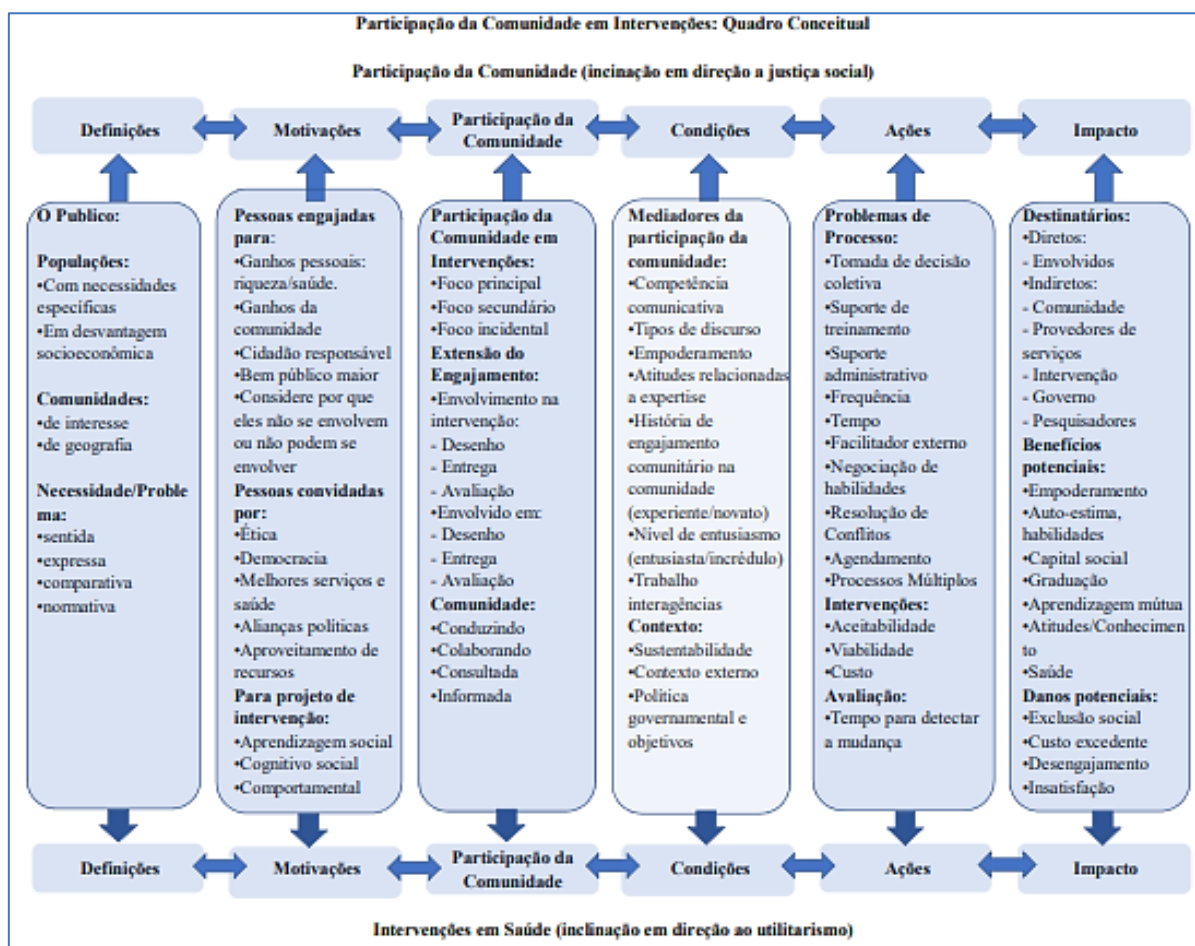 Participação da Comunidade em Intervenções: Quadro Conceitual
Participação da Comunidade (incinação em direção a justiça social)
Definições
Motivações
Participação da
Comunidade
Condições
Ações
Impacto
O Publico:
Populações:
•Com necessidades
específicas
•Em desvantagem
socioeconômica
Comunidades:
•de interesse
•de geografia
Necessidade/Proble
ma:
•sentida
•expressa
•comparativa
•normativa
Pessoas engajadas
para:
•Ganhos pessoais:
riqueza/saúde.
•Ganhos da
comunidade
•Cidadão responsável
•Bem público maior
•Considere por que
eles não se envolvem
ou não podem se
envolver
Pessoas convidadas
por:
•Ética
•Democracia
•Melhores serviços e
saúde
•Alianças políticas
•Aproveitamento de
recursos
Para projeto de
intervenção:
•Aprendizagem social
•Cognitivo social
•Comportamental
Participação da
Comunidade em
Intervenções:
•Foco principal
•Foco secundário
•Foco incidental
Extensão do
Engajamento:
•Envolvimento na
intervenção:
- Desenho
- Entrega
- Avaliação
•Envolvido em:
- Desenho
- Entrega
- Avaliação
Comunidade:
•Conduzindo
•Colaborando
•Consultada
•Informada
Mediadores da
participação da
comunidade:
•Competência
comunicativa
•Tipos de discurso
•Empoderamento
•Atitudes relacionadas
a expertise
•História de
engajamento
comunitário na
comunidade
(experiente/novato)
•Nível de entusiasmo
(entusiasta/incrédulo)
•Trabalho
interagências
Contexto:
•Sustentabilidade
•Contexto externo
•Política
governamental e
objetivos
Problemas de
Processo:
•Tomada de decisão
coletiva
•Suporte de
treinamento
•Suporte
administrativo
•Frequência
•Tempo
•Facilitador externo
•Negociação de
habilidades
•Resolução de
Conflitos
•Agendamento
•Processos Múltiplos
Intervenções:
•Aceitabilidade
•Viabilidade
•Custo
Avaliação:
•Tempo para detectar
a mudança
Destinatários:
•Diretos:
- Envolvidos
•Indiretos:
- Comunidade
- Provedores de
serviços
- Intervenção
- Governo
- Pesquisadores
Benefícios
potenciais:
•Empoderamento
•Auto-estima,
habilidades
•Capital social
•Graduação
•Aprendizagem mútua
•Atitudes/Conhecimen
to
•Saúde
Danos potenciais:
•Exclusão social
•Custo excedente
•Desengajamento
•Insatisfação
Definições
Motivações
Participação da
Comunidade
Condições
Ações
Impacto
Intervenções em Saúde (inclinação em direção ao utilitarismo)